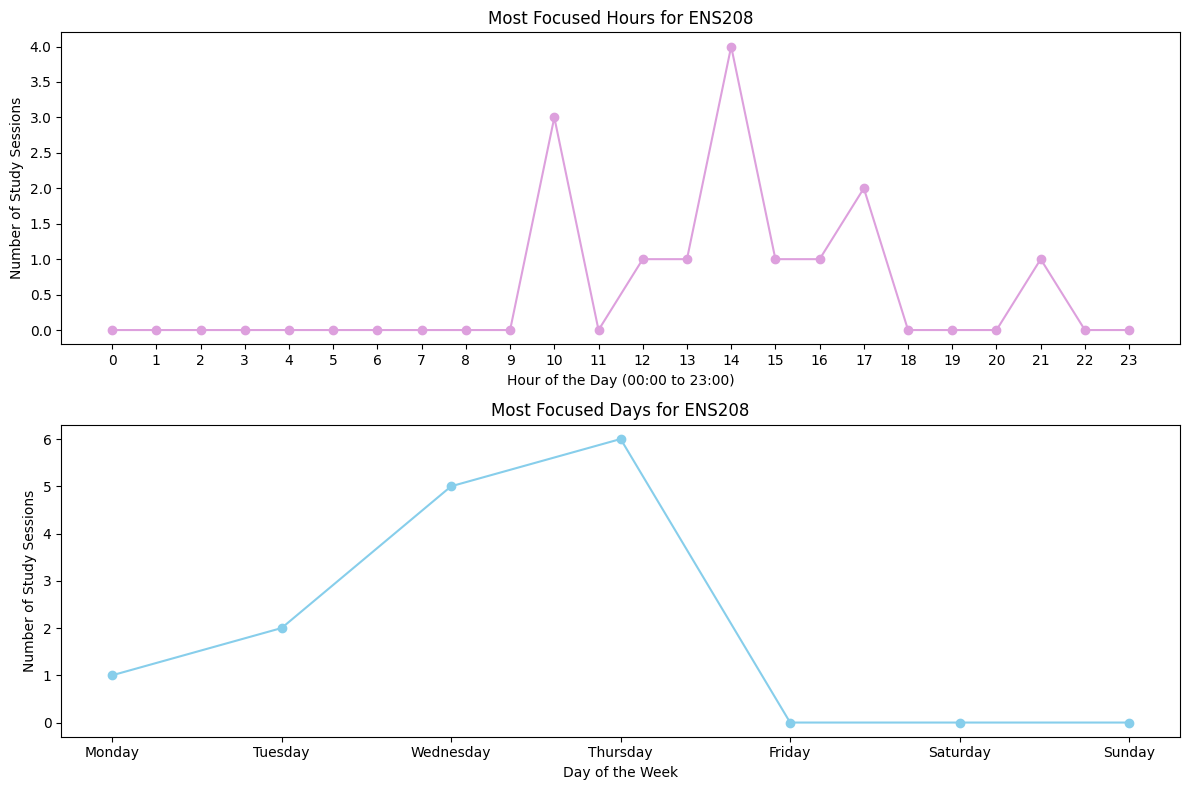 Most Focused Hours for ENS208
Number of Study Sessions
4.0
3.5
3.0
2.5
2.0
1.5
1.0
0.5
0.0
0 1 2 3 4 5 6 7 8 9 10 11 12 13 14 15 16 17 18 19 20 21 22 23
Hour of the Day (00:00 to 23:00)
Most Focused Days for ENS208
Number of Study Sessions
6
5
4
3
2
1
0
Monday Tuesday Wednesday Thursday Friday Saturday Sunday
Day of the Week